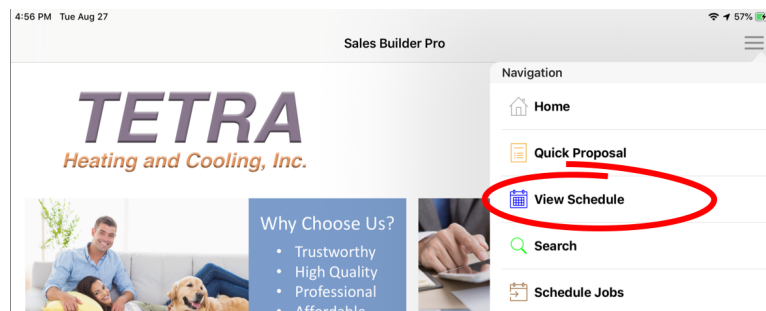 4:56 PM Tue Aug 27
57%
Sales Builder Pro
Navigation
TETRA
Heating and Cooling, Inc.
Home
Quick Proposal
View Schedule
Search
Schedule Jobs
Why Choose Us?
• Trustworthy
• High Quality
• Professional
• Affordable